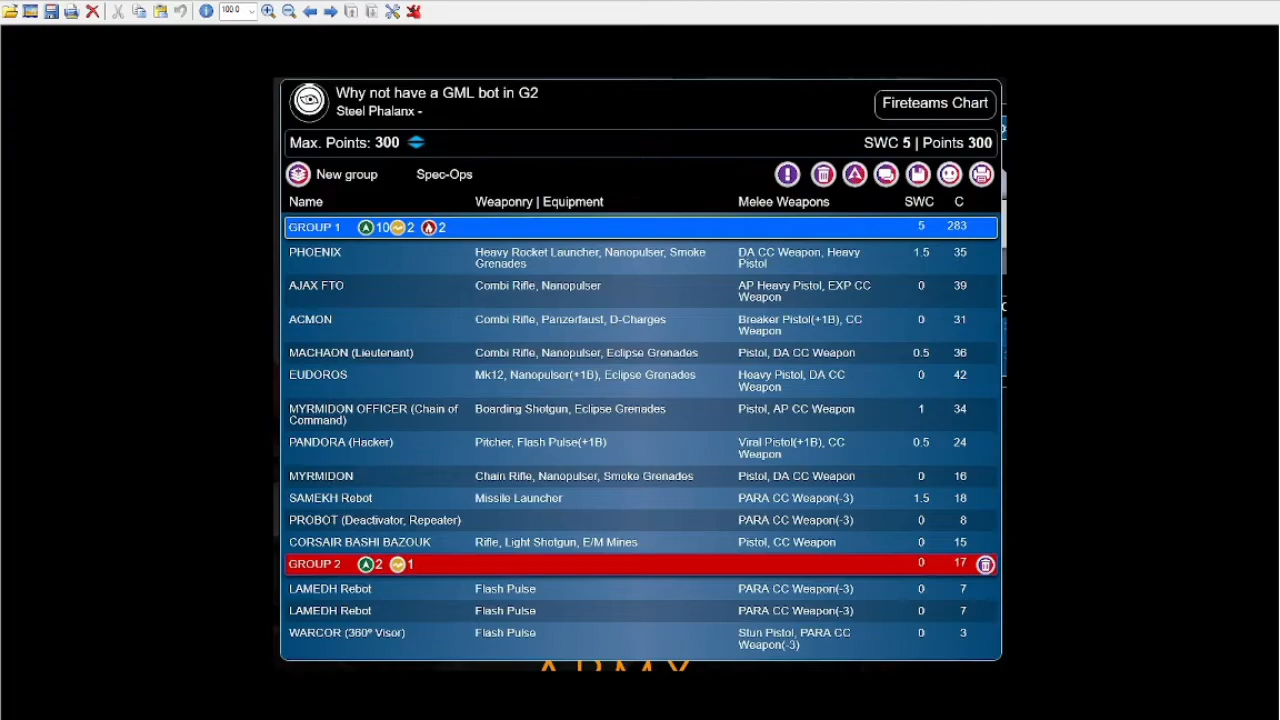 100.0
Why not have a GML bot in G2
Steel Phalanx -
Fireteams Chart
Max. Points: 300
SWC 5 | Points 300
New group Spec-Ops
Name Weaponry | Equipment Melee Weapons SWC C
GROUP 1 10 2 2 5 283
PHOENIX Heavy Rocket Launcher, Nanopulser, Smoke Grenades DA CC Weapon, Heavy Pistol 1.5 35
AJAX FTO Combi Rifle, Nanopulser AP Heavy Pistol, EXP CC Weapon 0 39
ACMON Combi Rifle, Panzerfaust, D-Charges Breaker Pistol(+1B), CC Weapon 0 31
MACHAON (Lieutenant) Combi Rifle, Nanopulser, Eclipse Grenades Pistol, DA CC Weapon 0.5 36
EUDOROS Mk12, Nanopulser(+1B), Eclipse Grenades Heavy Pistol, DA CC Weapon 0 42
MYRMIDON OFFICER (Chain of Command) Boarding Shotgun, Eclipse Grenades Pistol, AP CC Weapon 1 34
PANDORA (Hacker) Pitcher, Flash Pulse(+1B) Viral Pistol(+1B), CC Weapon 0.5 24
MYRMIDON Chain Rifle, Nanopulser, Smoke Grenades Pistol, DA CC Weapon 0 16
SAMEKH Rebot Missile Launcher PARA CC Weapon(-3) 1.5 18
PROBOT (Deactivator, Repeater) PARA CC Weapon(-3) 0 8
CORSAIR BASHI BAZOUK Rifle, Light Shotgun, E/M Mines Pistol, CC Weapon 0 15
GROUP 2 2 1 0 17
LAMEDH Rebot Flash Pulse PARA CC Weapon(-3) 0 7
LAMEDH Rebot Flash Pulse PARA CC Weapon(-3) 0 7
WARCOR (360º Visor) Flash Pulse Stun Pistol, PARA CC Weapon(-3) 0 3
ARMY